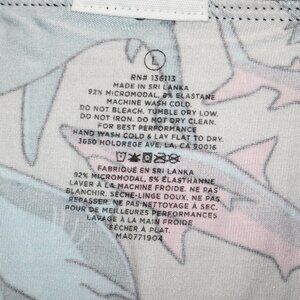 L
RN# 136113
MADE IN SRI LANKA
92% MICROMODAL, 8% ELASTANE
MACHINE WASH COLD.
DO NOT BLEACH. TUMBLE DRY LOW.
DO NOT IRON. DO NOT DRY CLEAN.
FOR BEST PERFORMANCE
HAND WASH COLD & LAY FLAT TO DRY.
3650 HOLDREGE AVE, LA, CA 90016
FABRIQUÉ EN SRI LANKA
92% MICROMODAL, 8% ÉLASTHANNE
LAVER À LA MACHINE FROIDE. NE PAS
BLANCHIR. SÈCHE-LINGE DOUX. NE PAS
REPASSER. NE PAS NETTOYAGE À SEC.
POUR DE MEILLEURES PERFORMANCES
LAVAGE À LA MAIN FROIDE
SÉCHER À PLAT.
MA0771904